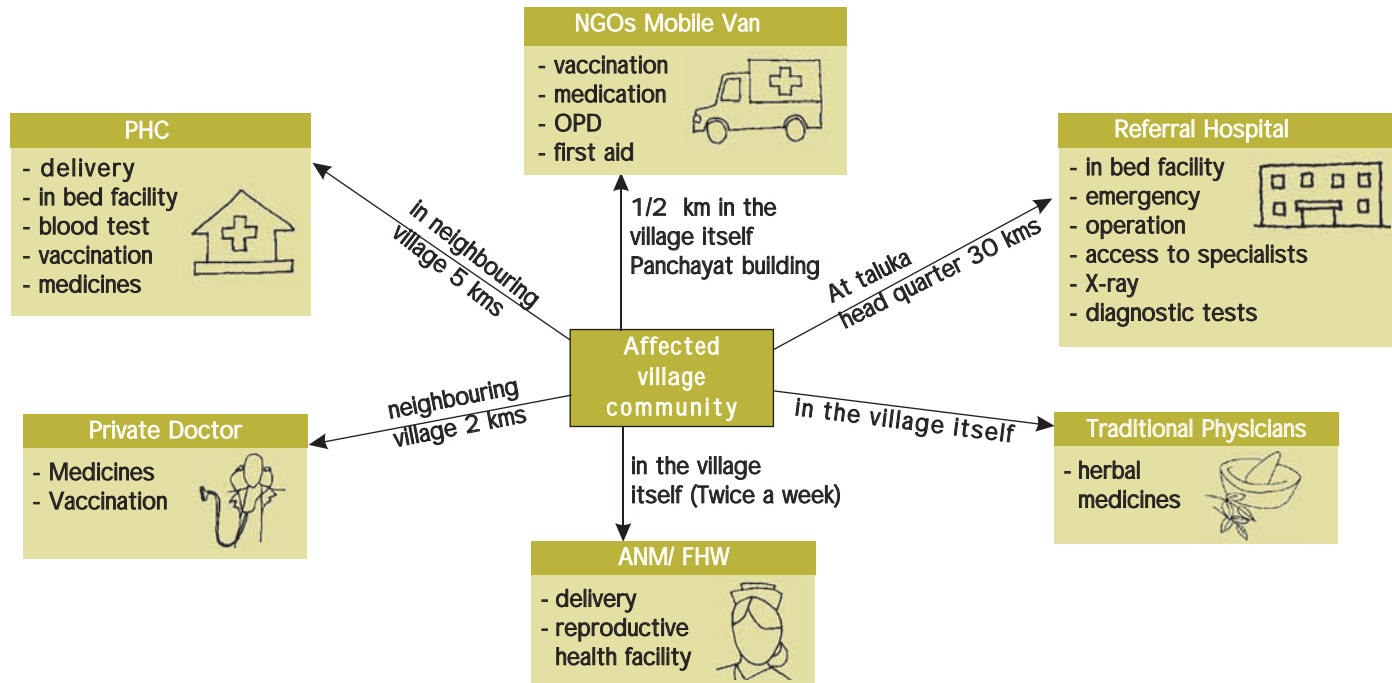 NGOs Mobile Van
- vaccination
- medication
- OPD
- first aid
PHC
- delivery
- in bed facility
- blood test
- vaccination
- medicines
Referral Hospital
- in bed facility
- emergency
- operation
- access to specialists
- X-ray
- diagnostic tests
in neighbouring
village 5 kms
1/2 km in the
village itself
Panchayat building
At taluka
head quarter 30 kms
Affected
village
community
neighbouring
village 2 kms
in the village itself
Private Doctor
- Medicines
- Vaccination
in the village
itself (Twice a week)
Traditional Physicians
- herbal
medicines
ANM/ FHW
- delivery
- reproductive
health facility